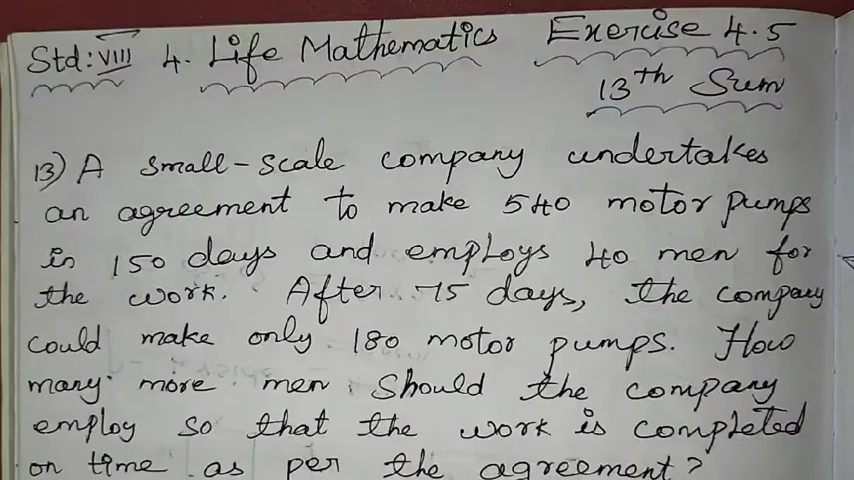 Std: VIII 4. Life Mathematics Exercise 4.5
13th Sum
13) A small-scale company undertakes
an agreement to make 540 motor pumps
in 150 days and employs 40 men for
the work. After 75 days, the company
could make only 180 motor pumps. How
many more men should the company
employ so that the work is completed
on time as per the agreement?